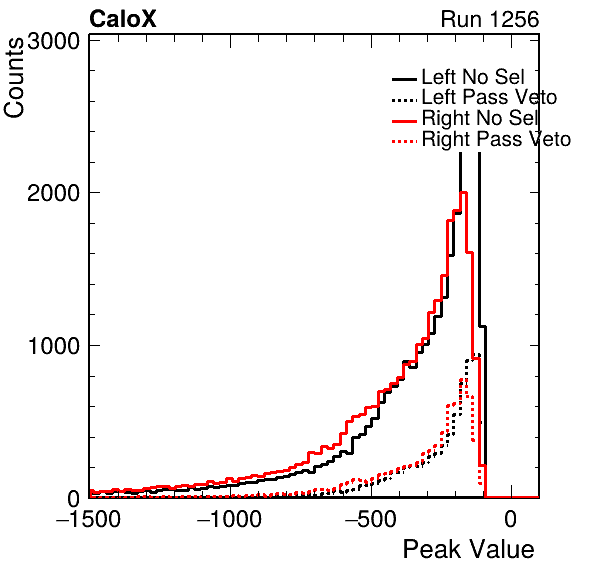 CaloX Run 1256
3000
Counts
Left No Sel
Left Pass Veto
Right No Sel
Right Pass Veto
2000
1000
0
−1500 −1000 −500 0
Peak Value